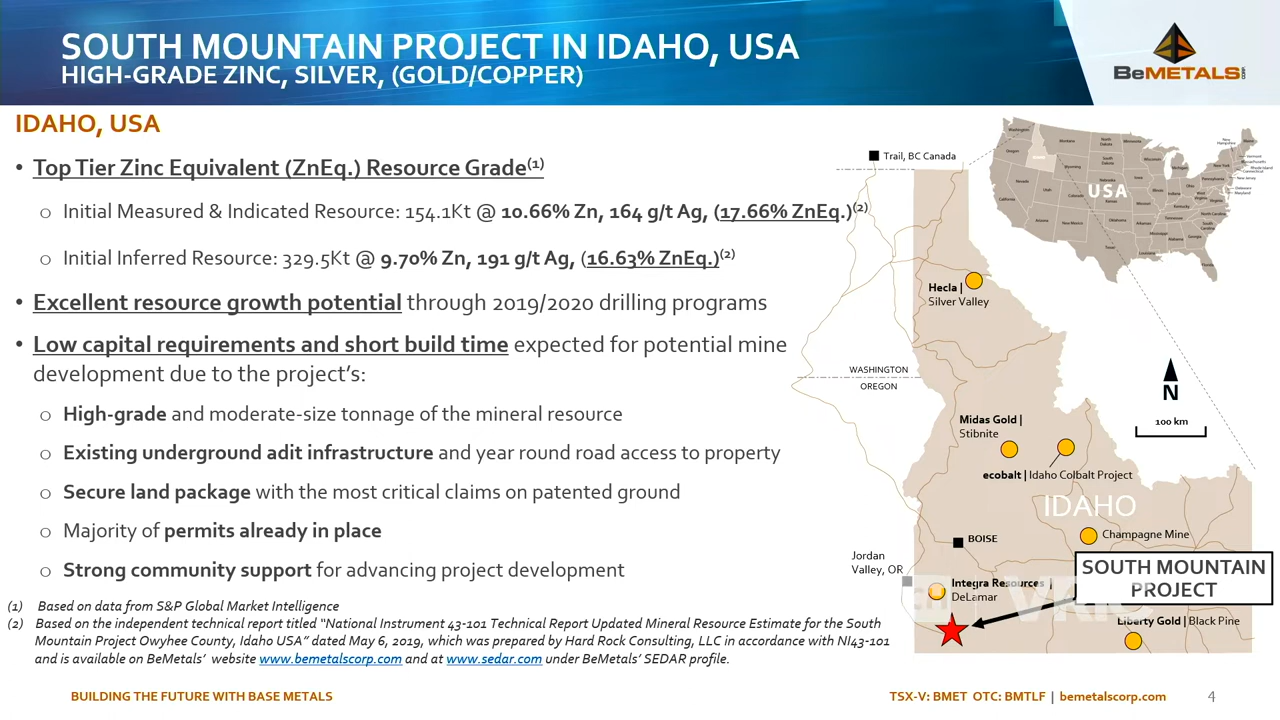 SOUTH MOUNTAIN PROJECT IN IDAHO, USA
HIGH-GRADE ZINC, SILVER, (GOLD/COPPER)
BeMETALS CORP.
IDAHO, USA
• Top Tier Zinc Equivalent (ZnEq.) Resource Grade(1)
o Initial Measured & Indicated Resource: 154.1Kt @ 10.66% Zn, 164 g/t Ag, (17.66% ZnEq.)(2)
o Initial Inferred Resource: 329.5Kt @ 9.70% Zn, 191 g/t Ag, (16.63% ZnEq.)(2)
• Excellent resource growth potential through 2019/2020 drilling programs
• Low capital requirements and short build time expected for potential mine
development due to the project's:
o High-grade and moderate-size tonnage of the mineral resource
o Existing underground adit infrastructure and year round road access to property
o Secure land package with the most critical claims on patented ground
o Majority of permits already in place
o Strong community support for advancing project development
(1) Based on data from S&P Global Market Intelligence
(2) Based on the independent technical report titled "National Instrument 43-101 Technical Report Updated Mineral Resource Estimate for the South
Mountain Project Owyhee County, Idaho USA" dated May 6, 2019, which was prepared by Hard Rock Consulting, LLC in accordance with NI43-101
and is available on BeMetals' website www.bemetalscorp.com and at www.sedar.com under BeMetals' SEDAR profile.
Trail, BC Canada
USA
Hecla |
Silver Valley
WASHINGTON
OREGON
N
100 km
Midas Gold |
Stibnite
ecobalt | Idaho Colbalt Project
IDAHO
Champagne Mine
BOISE
Jordan
Valley, OR
Integra Resources |
DeLamar
SOUTH MOUNTAIN
PROJECT
VRIC
Liberty Gold | Black Pine
BUILDING THE FUTURE WITH BASE METALS
TSX-V: BMET OTC: BMTLF | bemetalscorp.com
4